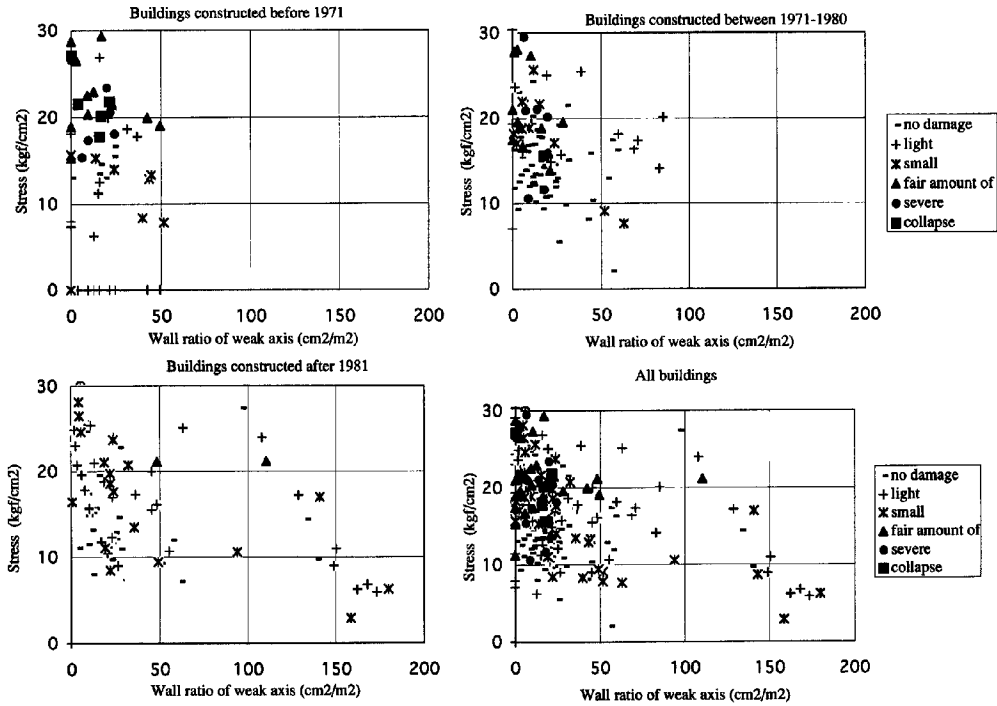 Buildings constructed before 1971
Stress (kgf/cm2)
30
20
10
0
0 50 100 150 200
Wall ratio of weak axis (cm2/m2)
Buildings constructed between 1971-1980
Stress (kgf/cm2)
30
20
10
0
0 50 100 150 200
Wall ratio of weak axis (cm2/m2)
no damage
light
small
fair amount of
severe
collapse
Buildings constructed after 1981
Stress (kgf/cm2)
30
20
10
0
0 50 100 150 200
Wall ratio of weak axis (cm2/m2)
All buildings
Stress (kgf/cm2)
30
20
10
0
0 50 100 150 200
Wall ratio of weak axis (cm2/m2)
no damage
light
small
fair amount of
severe
collapse